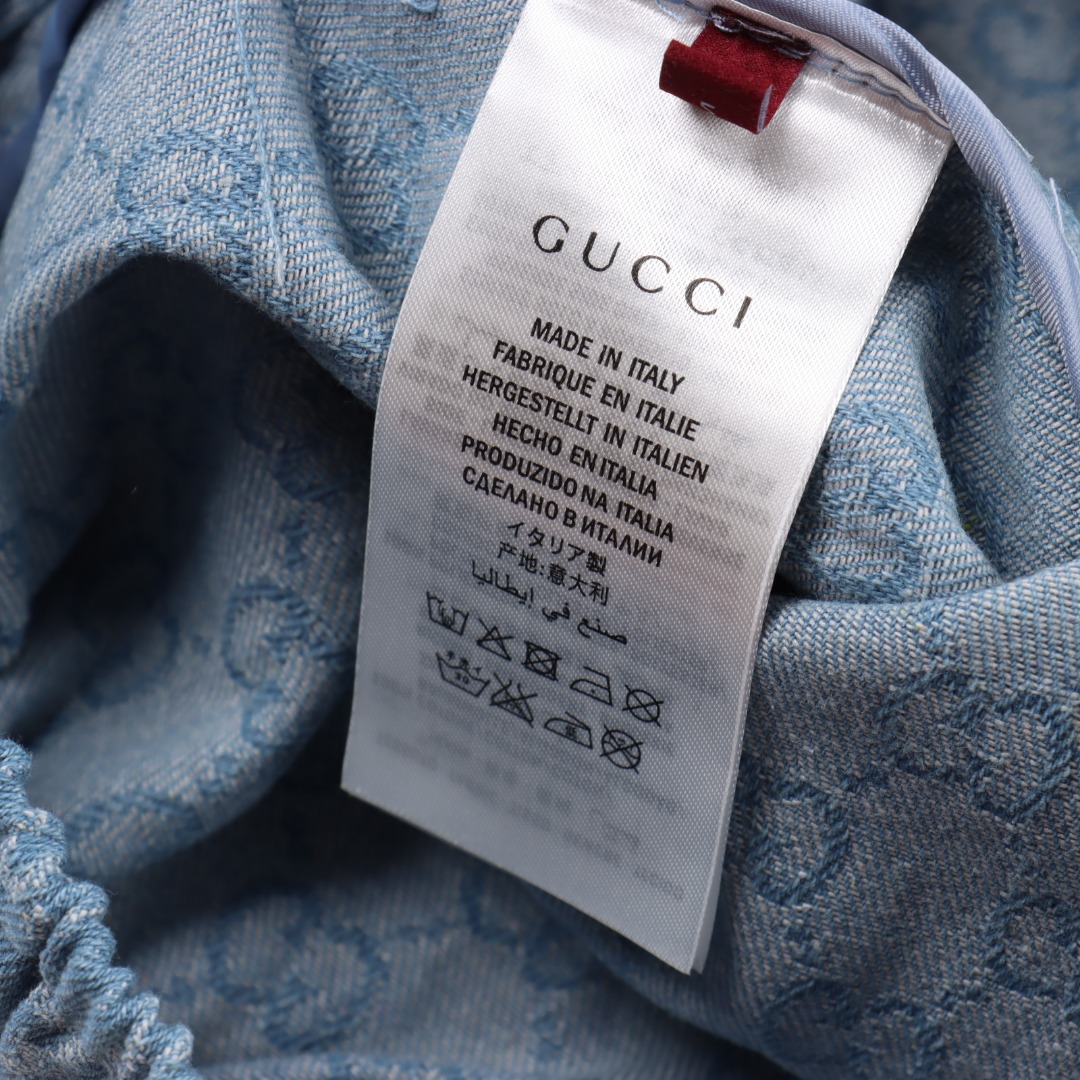 GUCCI
MADE IN ITALY
FABRIQUE EN ITALIE
HERGESTELLT IN ITALIEN
HECHO EN ITALIA
PRODUZIDO NA ITALIA
СДЕЛАНО В ИТАЛИИ
イタリア製
产地:意大利
صنع في إيطاليا
30